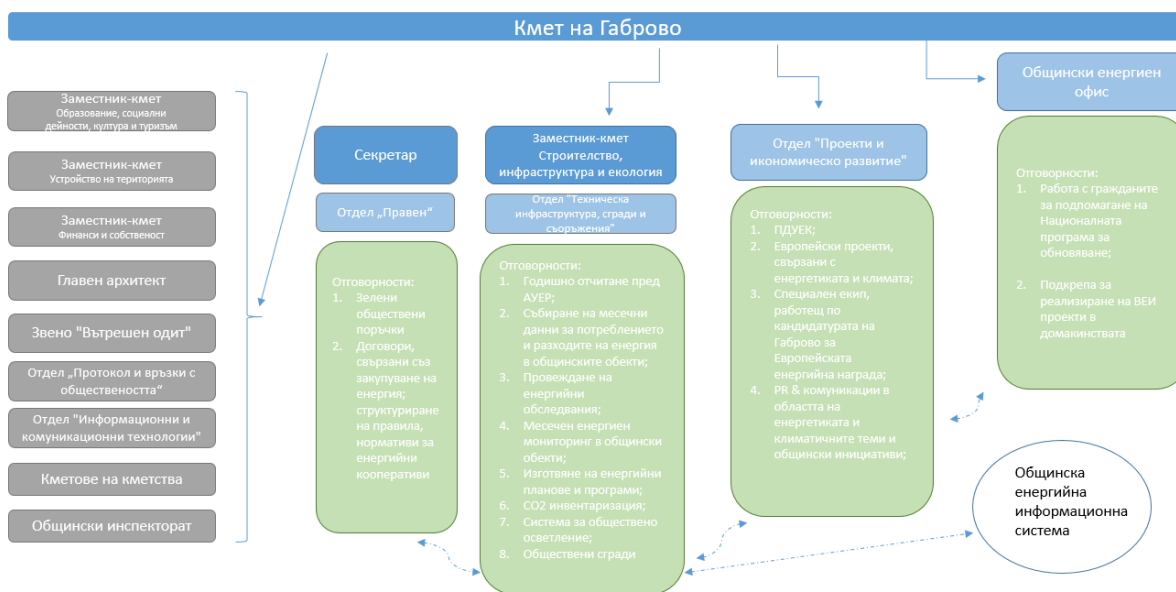 Кмет на Габрово
Заместник-кмет
Образование, социални
дейности, култура и туризъм
Заместник-кмет
Устройство на територията
Заместник-кмет
Финанси и собственост
Главен архитект
Звено "Вътрешен одит"
Отдел „Протокол и връзки с
обществеността“
Отдел "Информационни и
комуникационни технологии"
Кметове на кметства
Общински инспекторат
Секретар
Отдел „Правен“
Отговорности:
1. Зелени
обществени
поръчки
2. Договори,
свързани със
закупуване на
енергия;
структуриране
на правила,
нормативи за
енергийни
кооперативи
Заместник-кмет
Строителство,
инфраструктура и екология
Отдел "Техническа
инфраструктура, сгради и
съоръжения"
Отговорности:
1. Годишно отчитане пред
АУЕР;
2. Събиране на месечни
данни за потреблението
и разходите на енергия
в общинските обекти;
3. Провеждане на
енергийни
обследвания;
4. Месечен енергиен
мониторинг в общински
обекти;
5. Изготвяне на енергийни
планове и програми;
6. CO2 инвентаризация;
7. Система за обществено
осветление;
8. Обществени сгради
Отдел "Проекти и
икономическо развитие"
Отговорности:
1. ПДУЕК;
2. Европейски проекти,
свързани с
енергетиката и климата;
3. Специален екип,
работещ по
кандидатурата на
Габрово за
Европейската
енергийна награда;
4. PR & комуникации в
областта на
енергетиката и
климатичните теми и
общински инициативи;
Общински енергиен
офис
Отговорности:
1. Работа с гражданите
за подпомагане на
Националната
програма за
обновяване;
2. Подкрепа за
реализиране на ВЕИ
проекти в
домакинствата
Общинска
енергийна
информационна
система